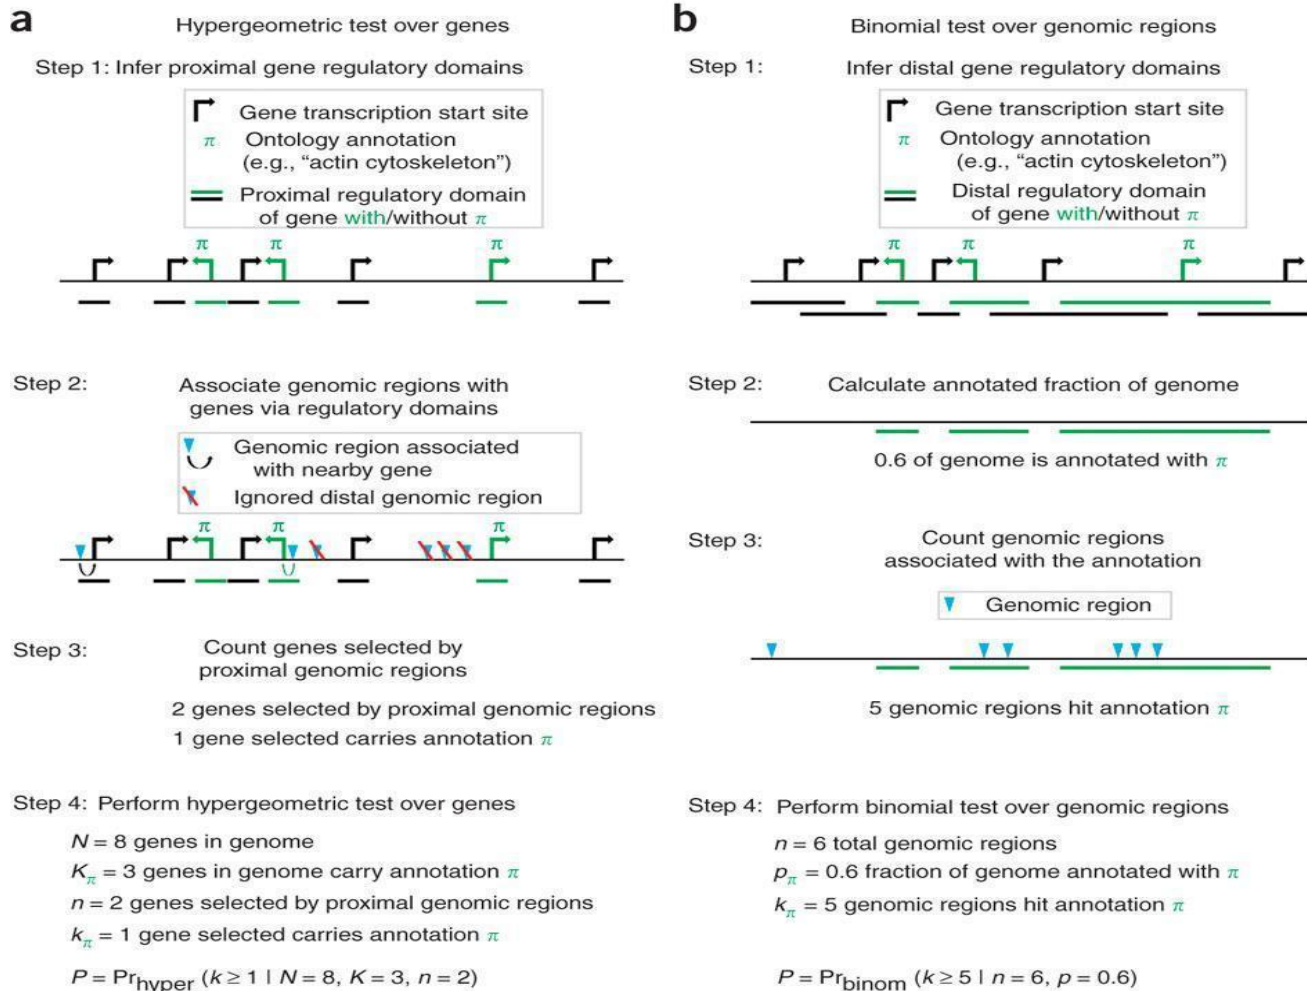 a
Hypergeometric test over genes
Step 1: Infer proximal gene regulatory domains
Gene transcription start site
π Ontology annotation
(e.g., “actin cytoskeleton”)
Proximal regulatory domain
of gene with/without π
π π π
Step 2: Associate genomic regions with
genes via regulatory domains
Genomic region associated
with nearby gene
Ignored distal genomic region
π π π
Step 3: Count genes selected by
proximal genomic regions
2 genes selected by proximal genomic regions
1 gene selected carries annotation π
Step 4: Perform hypergeometric test over genes
N = 8 genes in genome
Kπ = 3 genes in genome carry annotation π
n = 2 genes selected by proximal genomic regions
kπ = 1 gene selected carries annotation π
P = Prhyper (k ≥ 1 | N = 8, K = 3, n = 2)
b
Binomial test over genomic regions
Step 1: Infer distal gene regulatory domains
Gene transcription start site
π Ontology annotation
(e.g., “actin cytoskeleton”)
Distal regulatory domain
of gene with/without π
π π π
Step 2: Calculate annotated fraction of genome
0.6 of genome is annotated with π
Step 3: Count genomic regions
associated with the annotation
Genomic region
5 genomic regions hit annotation π
Step 4: Perform binomial test over genomic regions
n = 6 total genomic regions
pπ = 0.6 fraction of genome annotated with π
kπ = 5 genomic regions hit annotation π
P = Prbinom (k ≥ 5 | n = 6, p = 0.6)